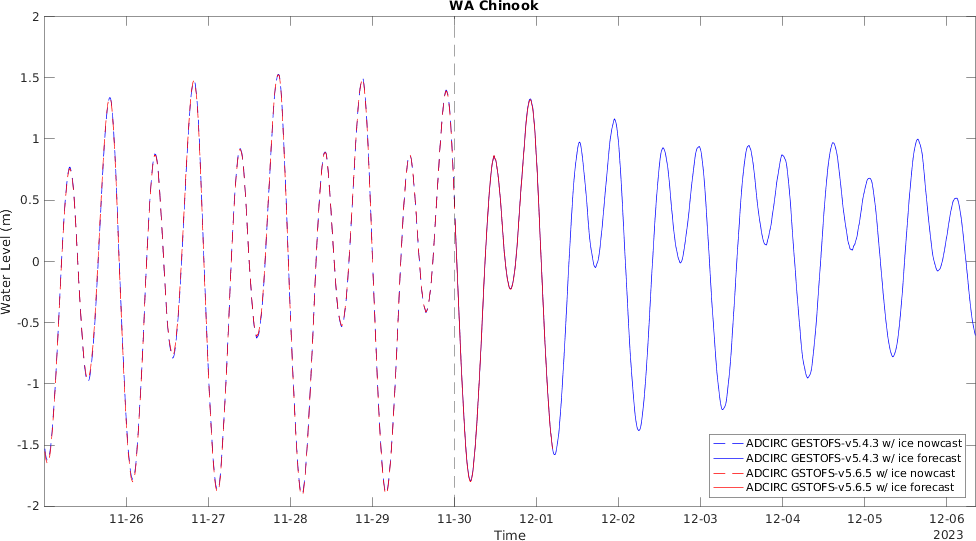 WA Chinook
2
1.5
1
0.5
0
-0.5
-1
-1.5
-2
Water Level (m)
11-26 11-27 11-28 11-29 11-30 12-01 12-02 12-03 12-04 12-05 12-06
2023
Time
ADCIRC GESTOFS-v5.4.3 w/ ice nowcast
ADCIRC GESTOFS-v5.4.3 w/ ice forecast
ADCIRC GSTOFS-v5.6.5 w/ ice nowcast
ADCIRC GSTOFS-v5.6.5 w/ ice forecast